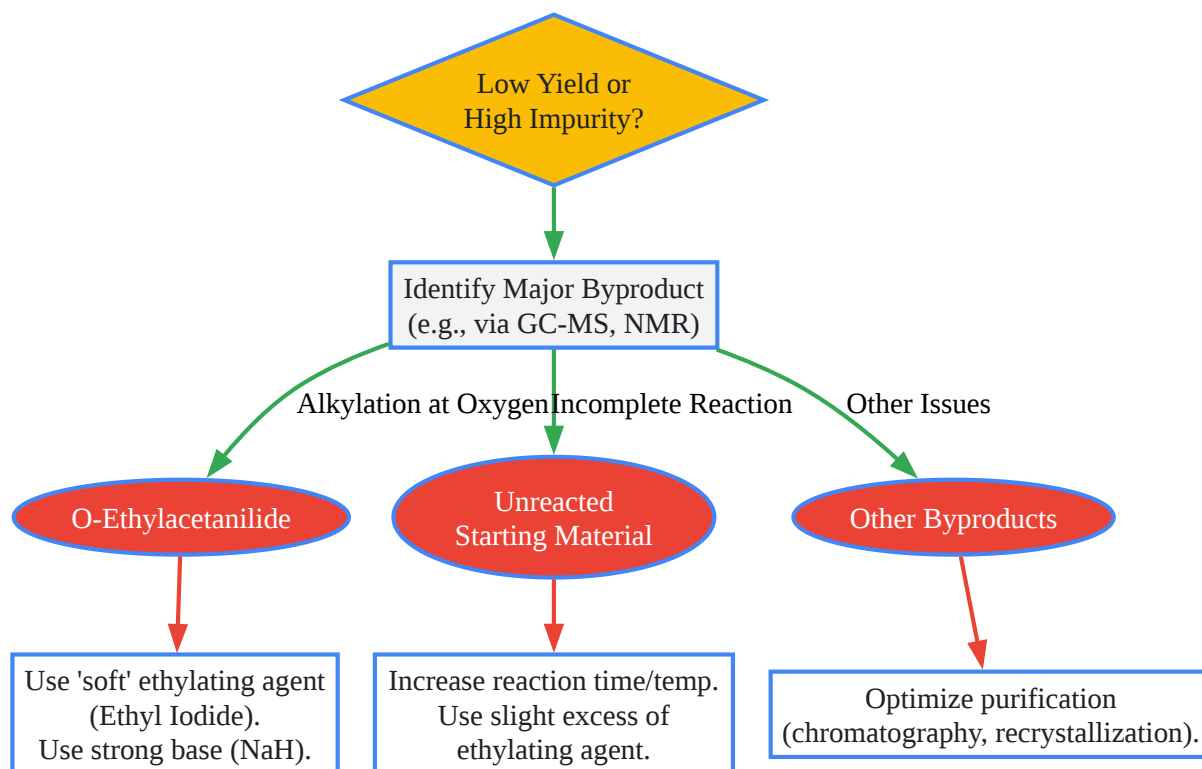 Low Yield or
High Impurity?
Identify Major Byproduct
(e.g., via GC-MS, NMR)
Alkylation at Oxygen
Incomplete Reaction
Other Issues
O-Ethylacetanilide
Unreacted
Starting Material
Other Byproducts
Use 'soft' ethylating agent
(Ethyl Iodide).
Use strong base (NaH).
Increase reaction time/temp.
Use slight excess of
ethylating agent.
Optimize purification
(chromatography, recrystallization).